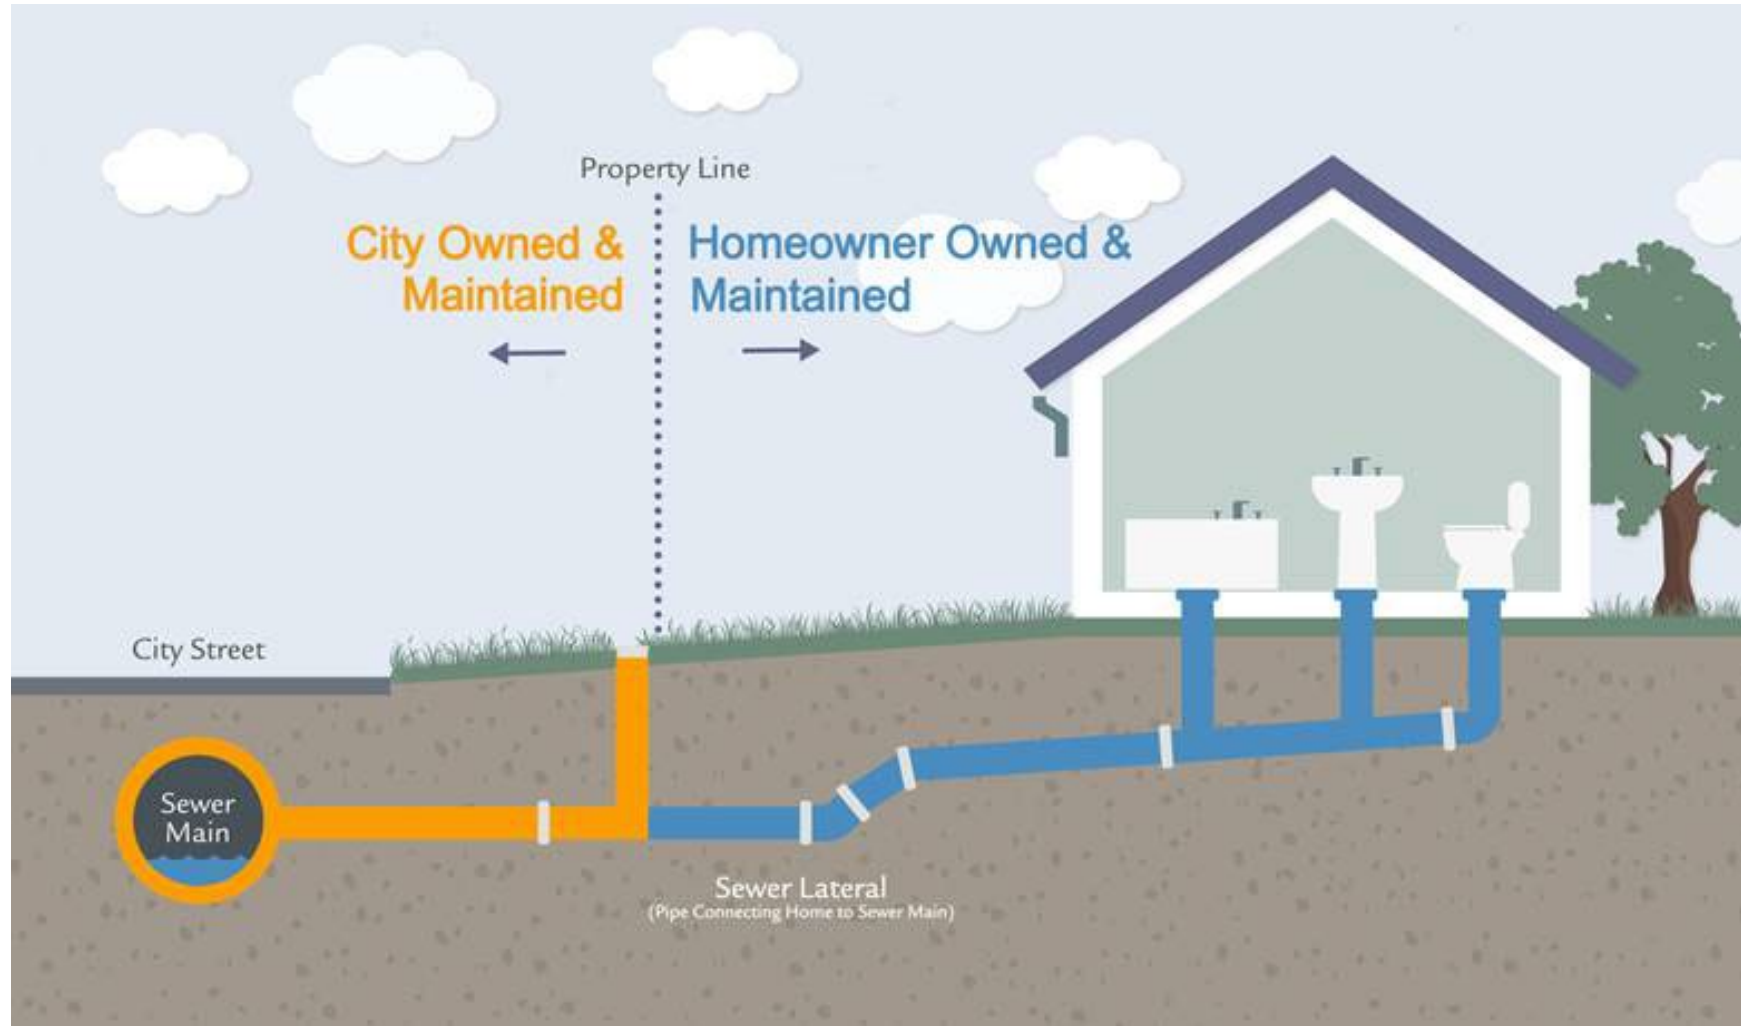 Property Line
City Owned &
Maintained
Homeowner Owned &
Maintained
City Street
Sewer
Main
Sewer Lateral
(Pipe Connecting Home to Sewer Main)